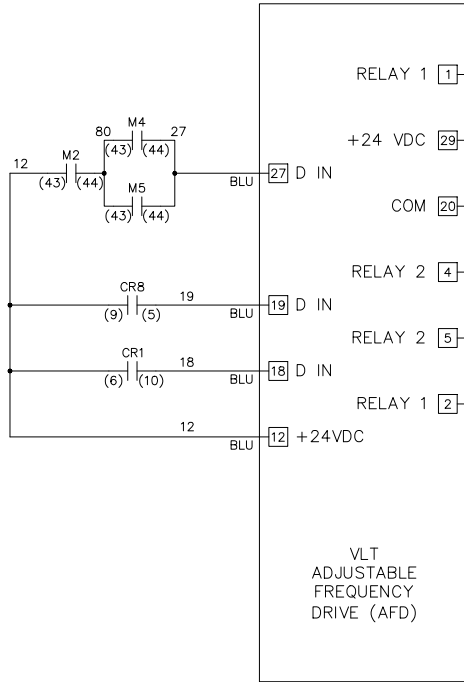 RELAY 1 1
M4
80 27
(43) (44)
+24 VDC 29
M2
12
(43) (44)
27 D IN
BLU
M5
(43) (44)
COM 20
RELAY 2 4
CR8
19
(9) (5)
19 D IN
BLU
RELAY 2 5
CR1
18
(6) (10)
18 D IN
BLU
RELAY 1 2
12
12 +24VDC
BLU
VLT
ADJUSTABLE
FREQUENCY
DRIVE (AFD)